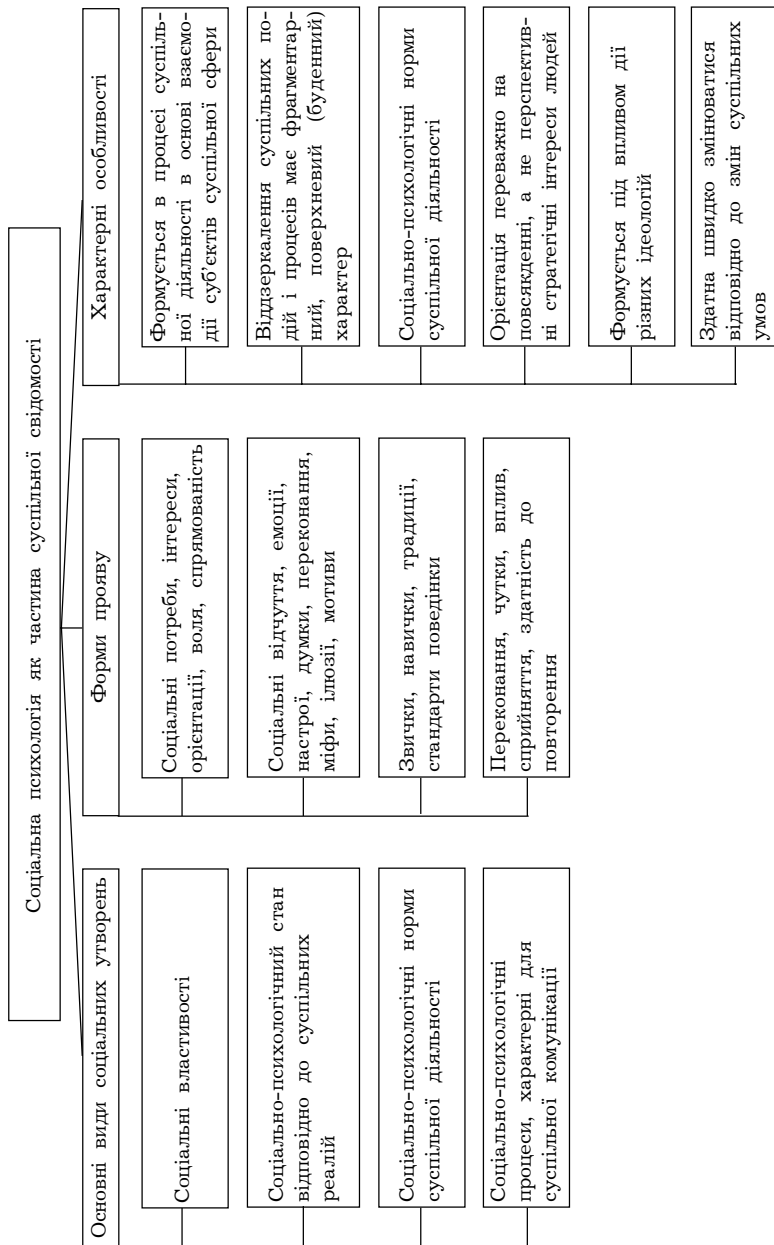 Соціальна психологія як частина суспільної свідомості
Основні види соціальних утворень
Соціальні властивості
Соціально-психологічний стан
відповідно до суспільних
реалій
Соціально-психологічні норми
суспільної діяльності
Соціально-психологічні
процеси, характерні для
суспільної комунікації
Форми прояву
Соціальні потреби, інтереси,
орієнтації, воля, спрямованість
Соціальні відчуття, емоції,
настрої, думки, переконання,
міфи, ілюзії, мотиви
Звички, навички, традиції,
стандарти поведінки
Переконання, чутки, вплив,
сприйняття, здатність до
повторення
Характерні особливості
Формується в процесі суспіль-
ної діяльності в основі взаємо-
дії суб’єктів суспільної сфери
Віддзеркалення суспільних по-
дій і процесів має фрагментар-
ний, поверхневий (буденний)
характер
Соціально-психологічні норми
суспільної діяльності
Орієнтація переважно на
повсякденні, а не перспектив-
ні стратегічні інтереси людей
Формується під впливом дії
різних ідеологій
Здатна швидко змінюватися
відповідно до змін суспільних
умов